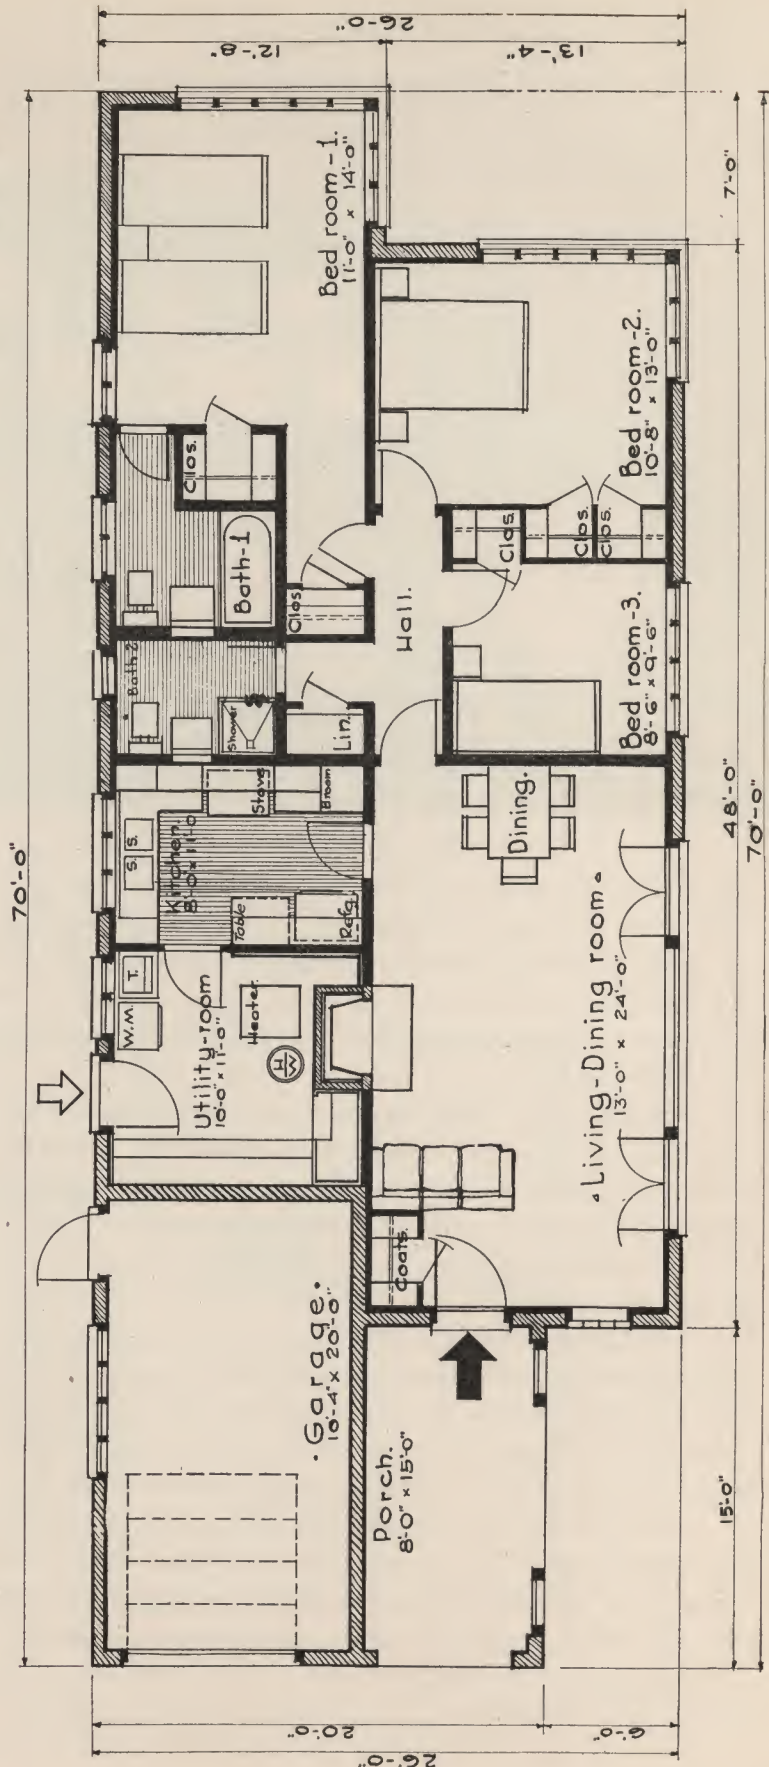 26'-0"
12'-8"
13'-4"
70'-0"
7'-0"
Bed room-1.
11'-0" x 14'-0"
Clos.
Bath-1
Clos.
Bed room-2.
10'-8" x 13'-0"
Clos.
Clos.
Clos.
Hall.
Bath-2
Shower
Lin.
Bed room-3.
8'-6" x 9'-6"
Kitchen.
8'-0" x 11'-0
S. S.
Stove
Broom
Table
Refg.
Dining.
48'-0"
70'-0"
T.
W.M.
Utility-room
10'-0" x 11'-0"
Heater
H/W
Living-Dining room
13'-0" x 24'-0"
Coats.
Garage.
10'-4" x 20'-0"
Porch.
8'-0" x 15'-0"
15'-0"
20'-0"
6'-0"
26'-0"